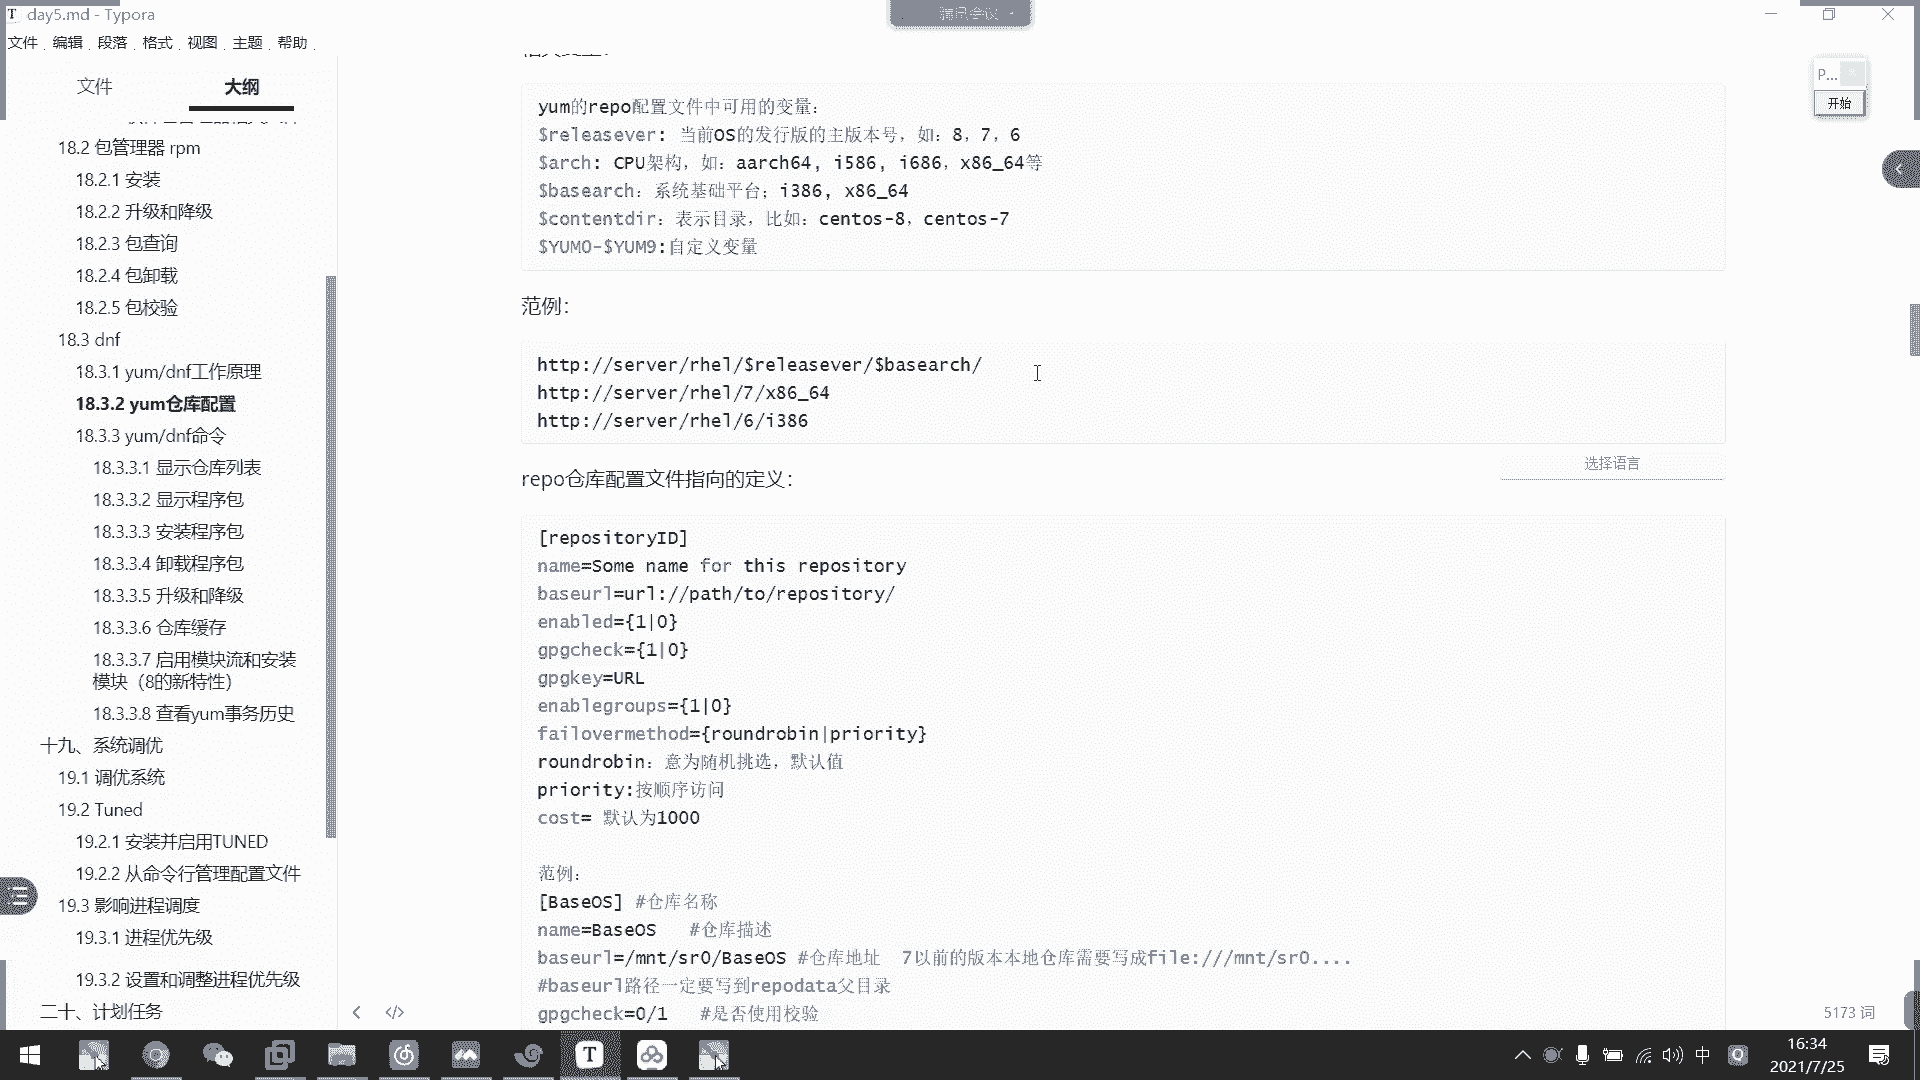 day5.md - Typora
腾讯会议
文件 编辑 段落 格式 视图 主题 帮助
文件
大纲
18.2 包管理器 rpm
18.2.1 安装
18.2.2 升级和降级
18.2.3 包查询
18.2.4 包卸载
18.2.5 包校验
18.3 dnf
18.3.1 yum/dnf工作原理
18.3.2 yum仓库配置
18.3.3 yum/dnf命令
18.3.3.1 显示仓库列表
18.3.3.2 显示程序包
18.3.3.3 安装程序包
18.3.3.4 卸载程序包
18.3.3.5 升级和降级
18.3.3.6 仓库缓存
18.3.3.7 启用模块流和安装
模块（8的新特性）
18.3.3.8 查看yum事务历史
十九、系统调优
19.1 调优系统
19.2 Tuned
19.2.1 安装并启用TUNED
19.2.2 从命令行管理配置文件
19.3 影响进程调度
19.3.1 进程优先级
19.3.2 设置和调整进程优先级
二十、计划任务
yum的repo配置文件中可用的变量：
$releasever: 当前OS的发行版的主版本号，如：8，7，6
$arch: CPU架构，如：aarch64, i586, i686，x86_64等
$basearch：系统基础平台；i386, x86_64
$contentdir：表示目录，比如：centos-8，centos-7
$YUM0-$YUM9:自定义变量
范例：
http://server/rhel/$releasever/$basearch/
http://server/rhel/7/x86_64
http://server/rhel/6/i386
选择语言
repo仓库配置文件指向的定义：
[repositoryID]
name=Some name for this repository
baseurl=url://path/to/repository/
enabled={1|0}
gpgcheck={1|0}
gpgkey=URL
enablegroups={1|0}
failovermethod={roundrobin|priority}
roundrobin：意为随机挑选，默认值
priority:按顺序访问
cost= 默认为1000
范例：
[BaseOS] #仓库名称
name=BaseOS #仓库描述
baseurl=/mnt/sr0/BaseOS #仓库地址 7以前的版本本地仓库需要写成file:///mnt/sr0....
#baseurl路径一定要写到repodata父目录
gpgcheck=0/1 #是否使用校验
P...
开始
5173 词
中
16:34
2021/7/25